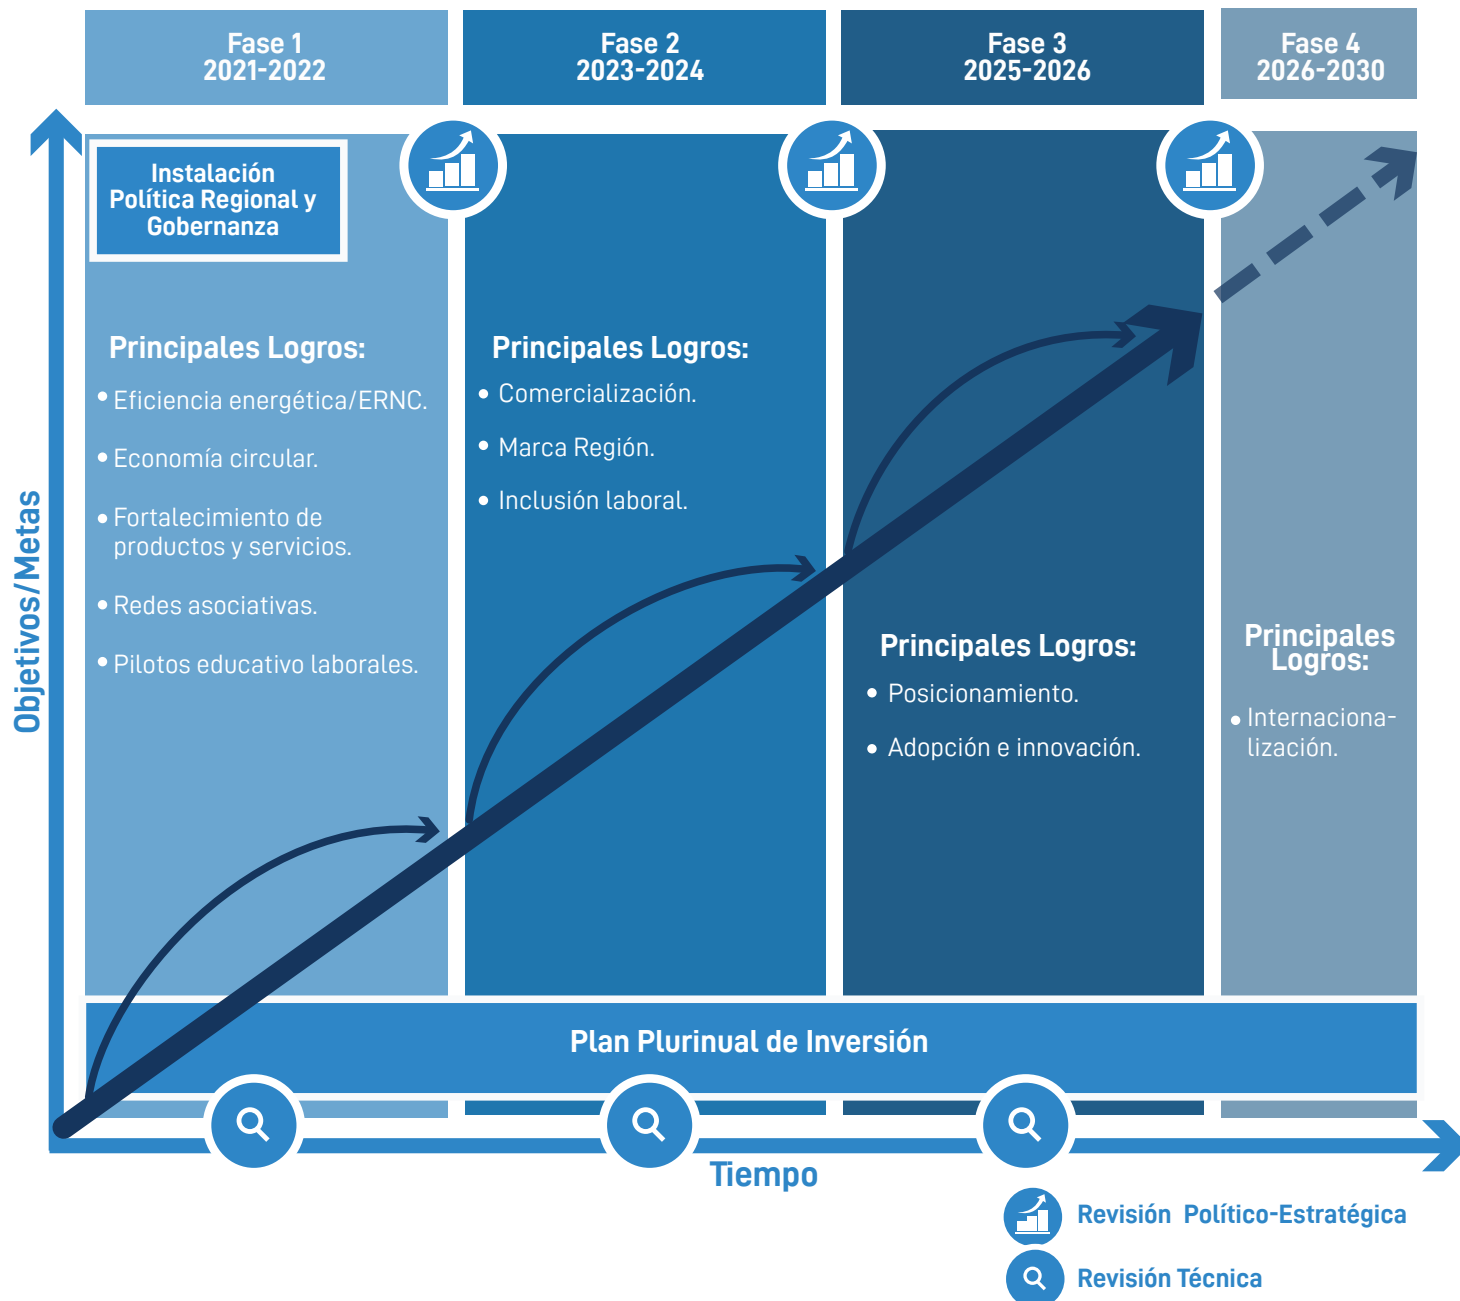 Fase 1
2021-2022
Fase 2
2023-2024
Fase 3
2025-2026
Fase 4
2026-2030
Instalación
Política Regional y
Gobernanza
Principales Logros:
Eficiencia energética/ERNC.
Economía circular.
Fortalecimiento de
productos y servicios.
Redes asociativas.
Pilotos educativo laborales.
Principales Logros:
Comercialización.
Marca Región.
Inclusión laboral.
Principales Logros:
Posicionamiento.
Adopción e innovación.
Principales
Logros:
Internaciona-
lización.
Objetivos/Metas
Plan Plurinual de Inversión
Tiempo
Revisión Político-Estratégica
Revisión Técnica